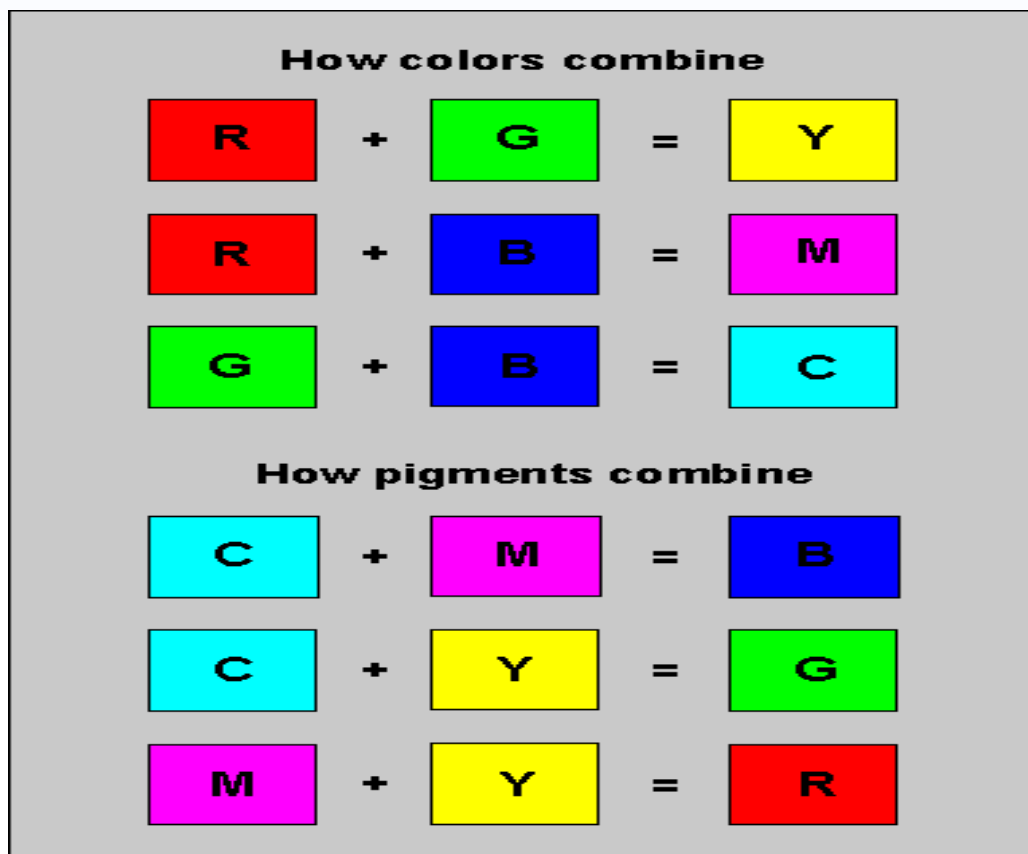 How colors combine
R + G = Y
R + B = M
G + B = C
How pigments combine
C + M = B
C + Y = G
M + Y = R